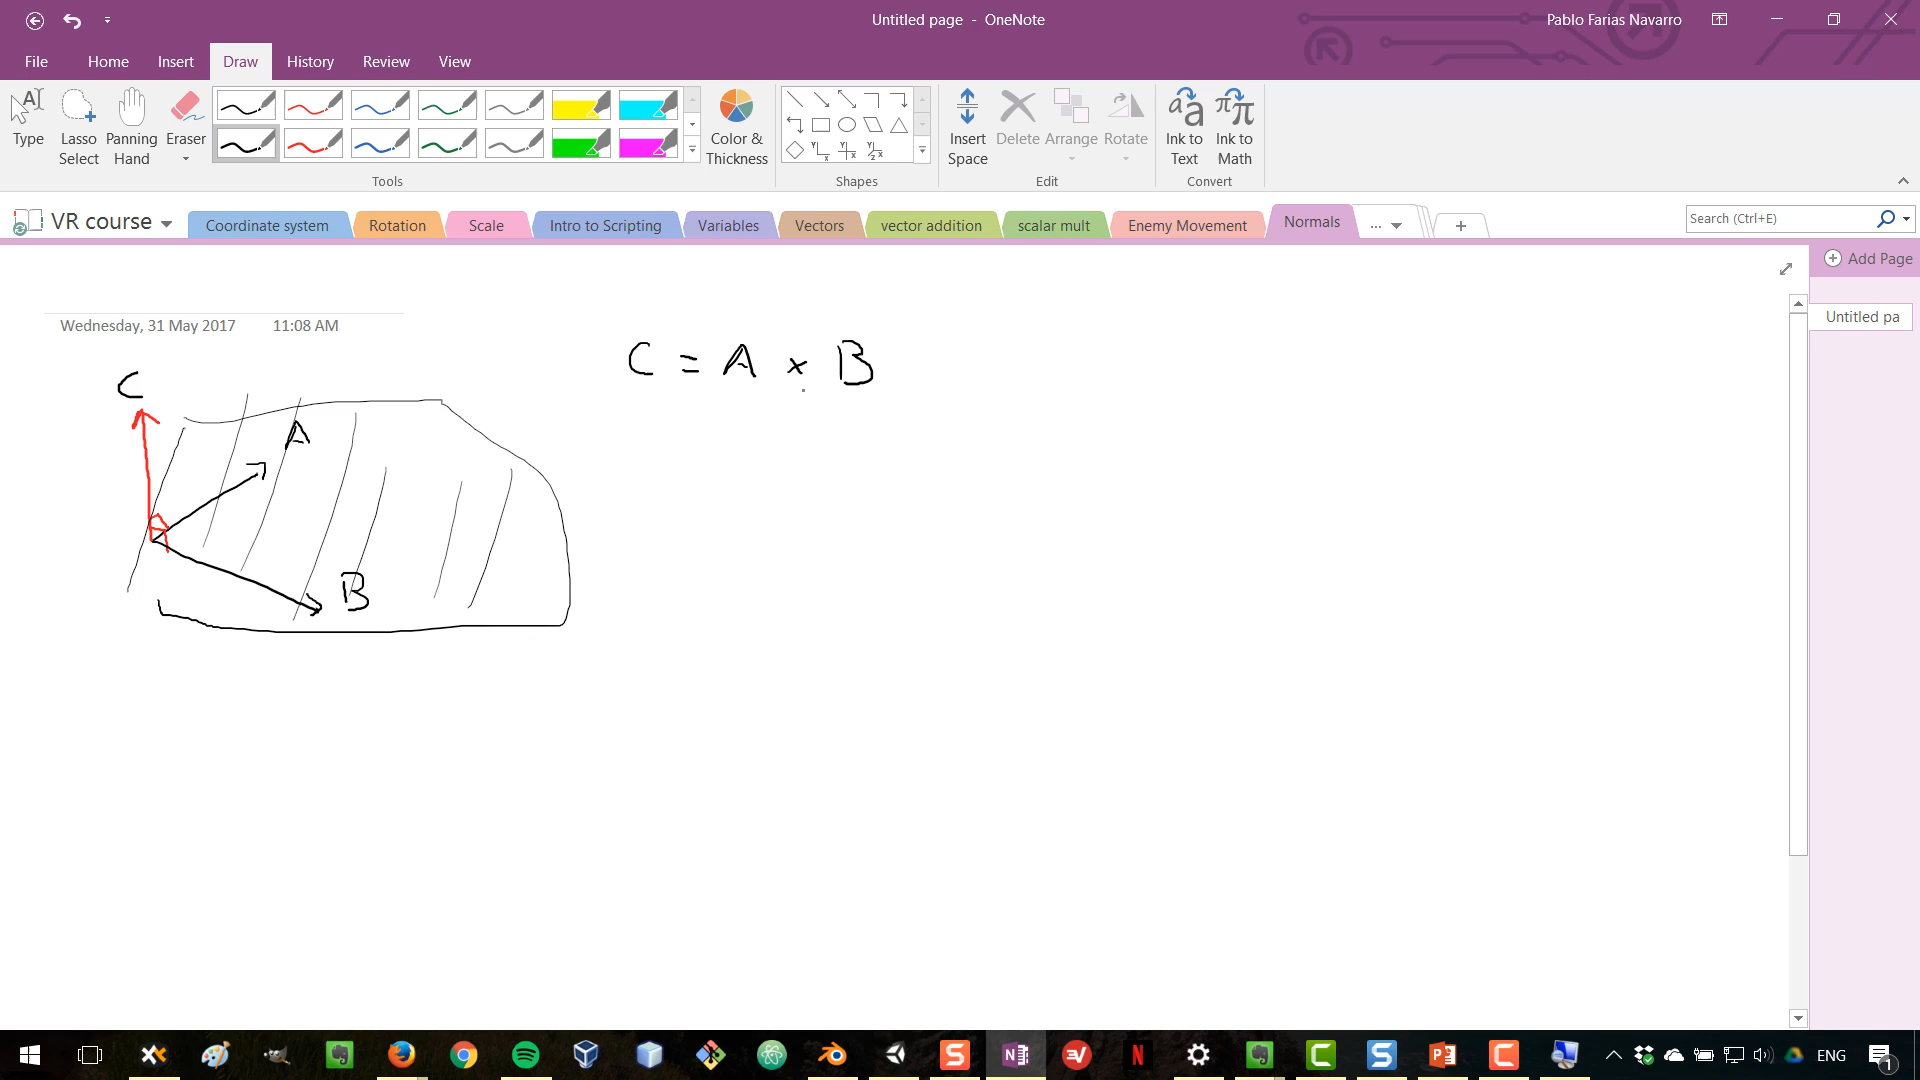 Untitled page - OneNote
Pablo Farias Navarro
File Home Insert Draw History Review View
Type
Lasso Select
Panning Hand
Eraser
Color & Thickness
Insert Space
Delete
Arrange
Rotate
Ink to Text
Ink to Math
Tools
Shapes
Edit
Convert
VR course
Coordinate system
Rotation
Scale
Intro to Scripting
Variables
Vectors
vector addition
scalar mult
Enemy Movement
Normals
...
Search (Ctrl+E)
Add Page
Untitled pa
Wednesday, 31 May 2017 11:08 AM
C = A × B
C
A
B
ENG
1